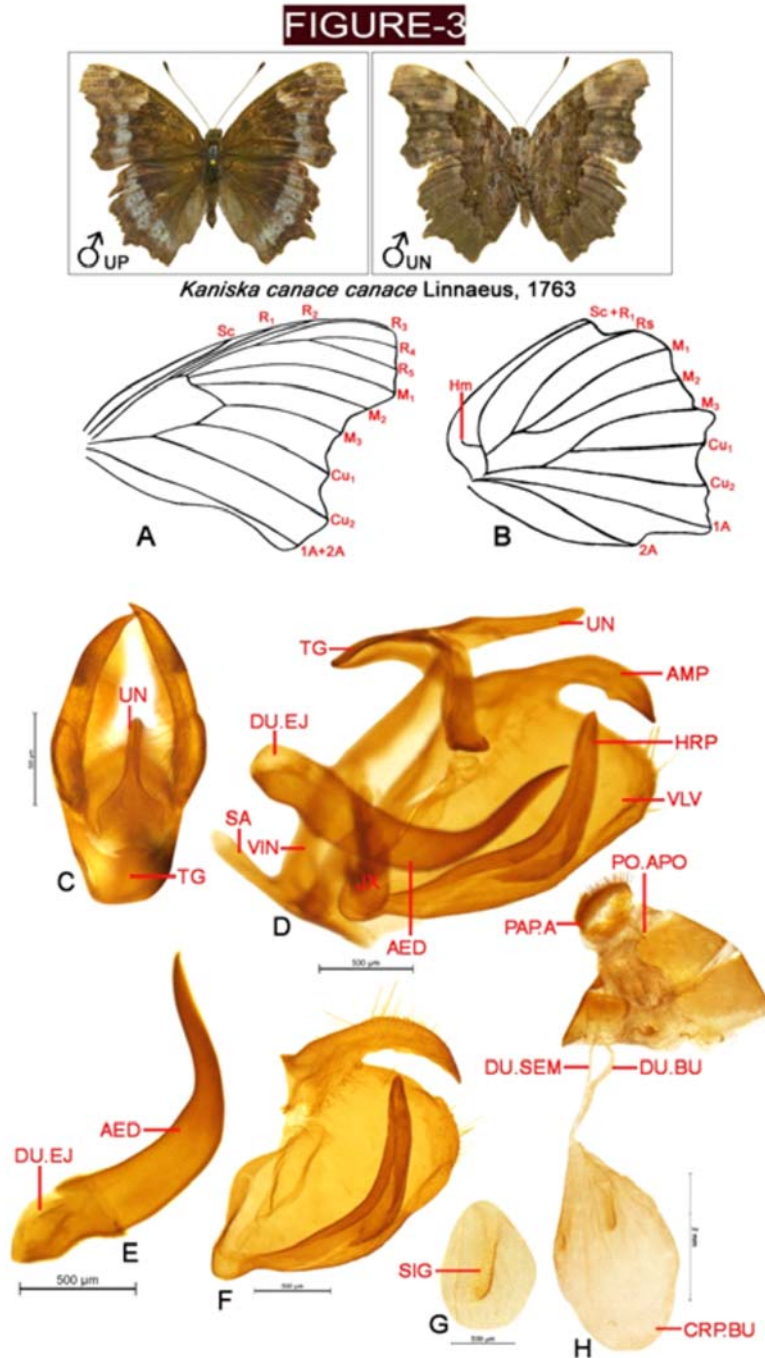 FIGURE-3
♂UP
♂UN
Kaniska canace canace Linnaeus, 1763
Sc
R1
R2
R3
R4
R5
M1
M2
M3
Cu1
Cu2
1A+2A
A
Sc+R1
Rs
M1
M2
M3
Hm
Cu1
Cu2
1A
2A
B
UN
TG
C
TG
UN
AMP
DU.EJ
HRP
SA
VIN
VLV
JX
AED
D
500 µm
PO.APO
PAP.A
DU.SEM
DU.BU
AED
DU.EJ
E
500 µm
F
500 µm
SIG
G
500 µm
H
CRP.BU